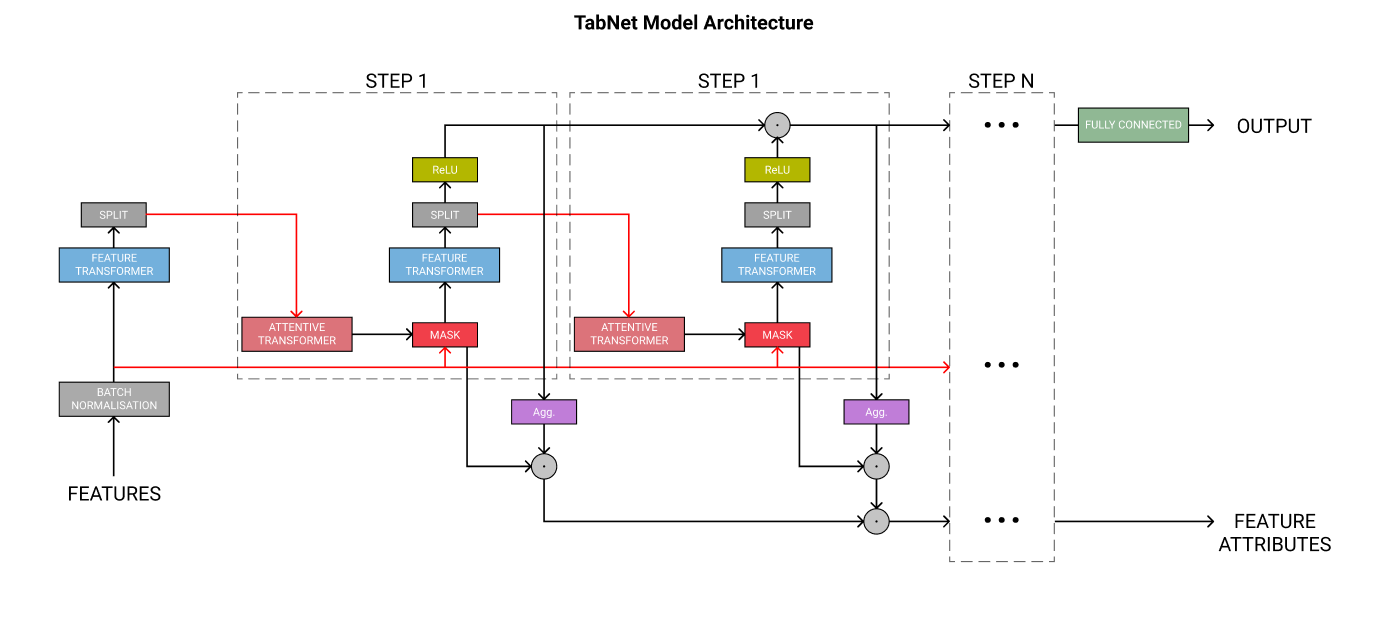 TabNet Model Architecture
STEP 1
STEP 1
STEP N
FULLY CONNECTED
OUTPUT
ReLU
ReLU
SPLIT
SPLIT
SPLIT
FEATURE
TRANSFORMER
FEATURE
TRANSFORMER
FEATURE
TRANSFORMER
ATTENTIVE
TRANSFORMER
MASK
ATTENTIVE
TRANSFORMER
MASK
BATCH
NORMALISATION
Agg.
Agg.
FEATURES
FEATURE
ATTRIBUTES